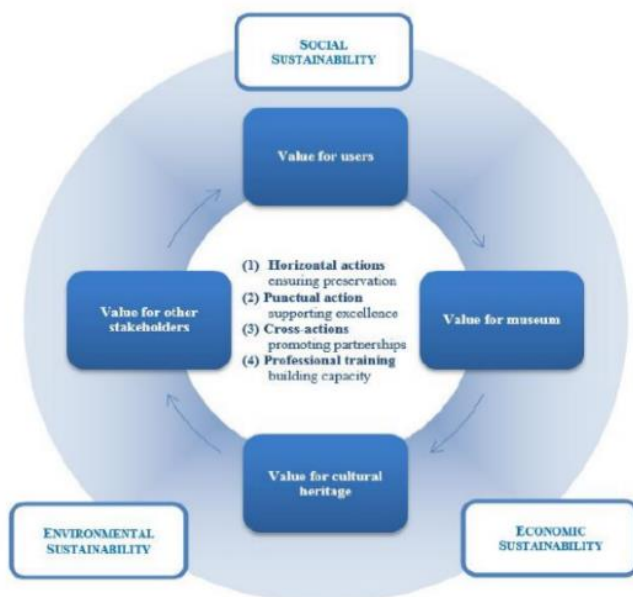 SOCIAL
SUSTAINABILITY
Value for users
(1) Horizontal actions
ensuring preservation
(2) Punctual action
supporting excellence
(3) Cross-actions
promoting partnerships
(4) Professional training
building capacity
Value for other
stakeholders
Value for museum
Value for cultural
heritage
ENVIRONMENTAL
SUSTAINABILITY
ECONOMIC
SUSTAINABILITY